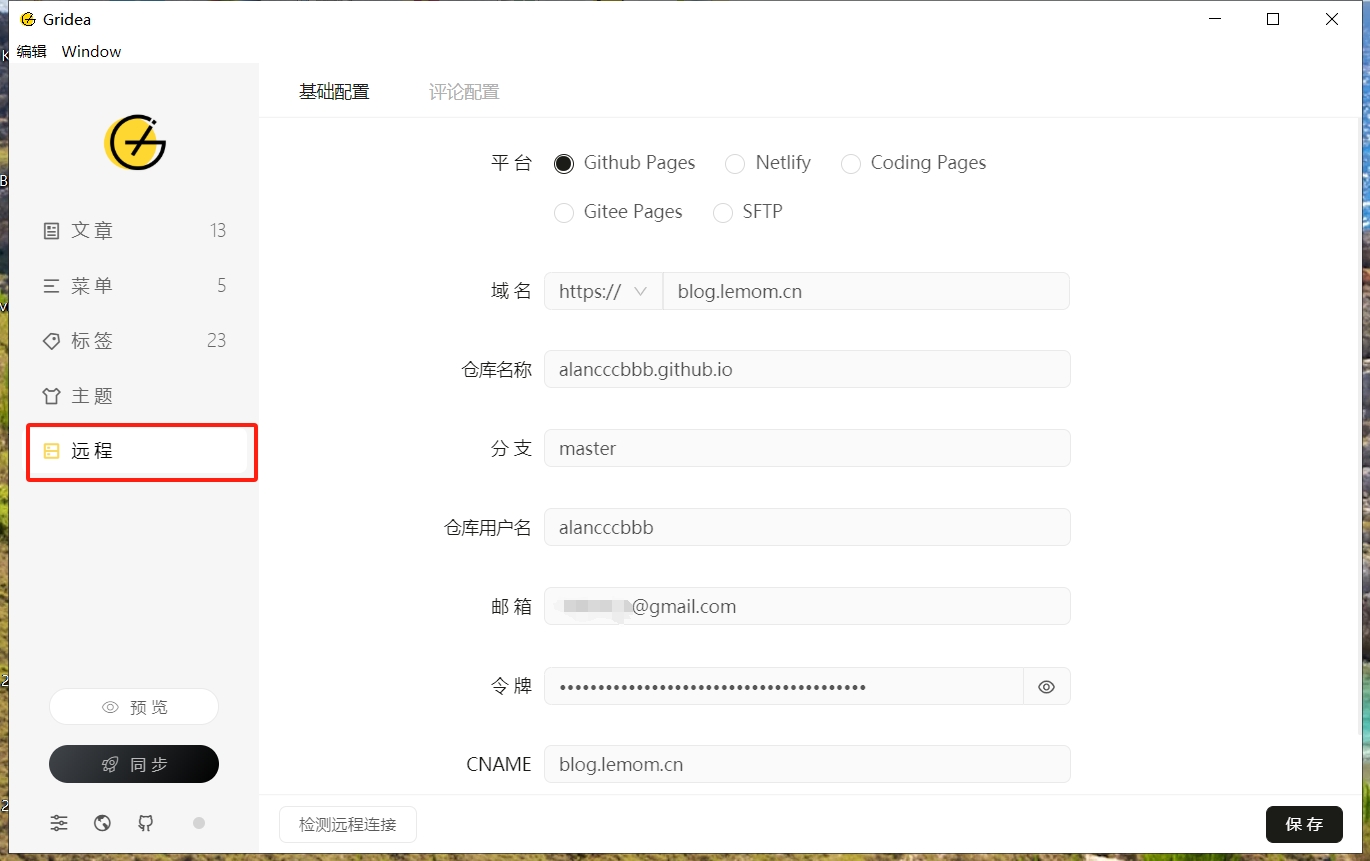 Gridea
编辑 Window
基础配置 评论配置
平台 Github Pages Netlify Coding Pages
Gitee Pages SFTP
文章 13
菜单 5
标签 23
主题
远程
域名 https:// blog.lemom.cn
仓库名称 alancccbbb.github.io
分支 master
仓库用户名 alancccbbb
邮箱 @gmail.com
令牌 ••••••••••••••••••••••••••••••••••••••••
CNAME blog.lemom.cn
预览
同步
检测远程连接 保存